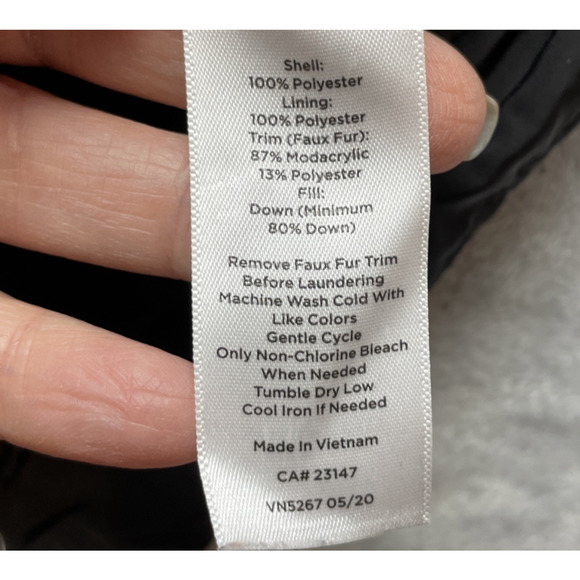 Shell:
100% Polyester
Lining:
100% Polyester
Trim (Faux Fur):
87% Modacrylic
13% Polyester
Fill:
Down (Minimum
80% Down)
Remove Faux Fur Trim
Before Laundering
Machine Wash Cold With
Like Colors
Gentle Cycle
Only Non-Chlorine Bleach
When Needed
Tumble Dry Low
Cool Iron If Needed
Made In Vietnam
CA# 23147
VN5267 05/20